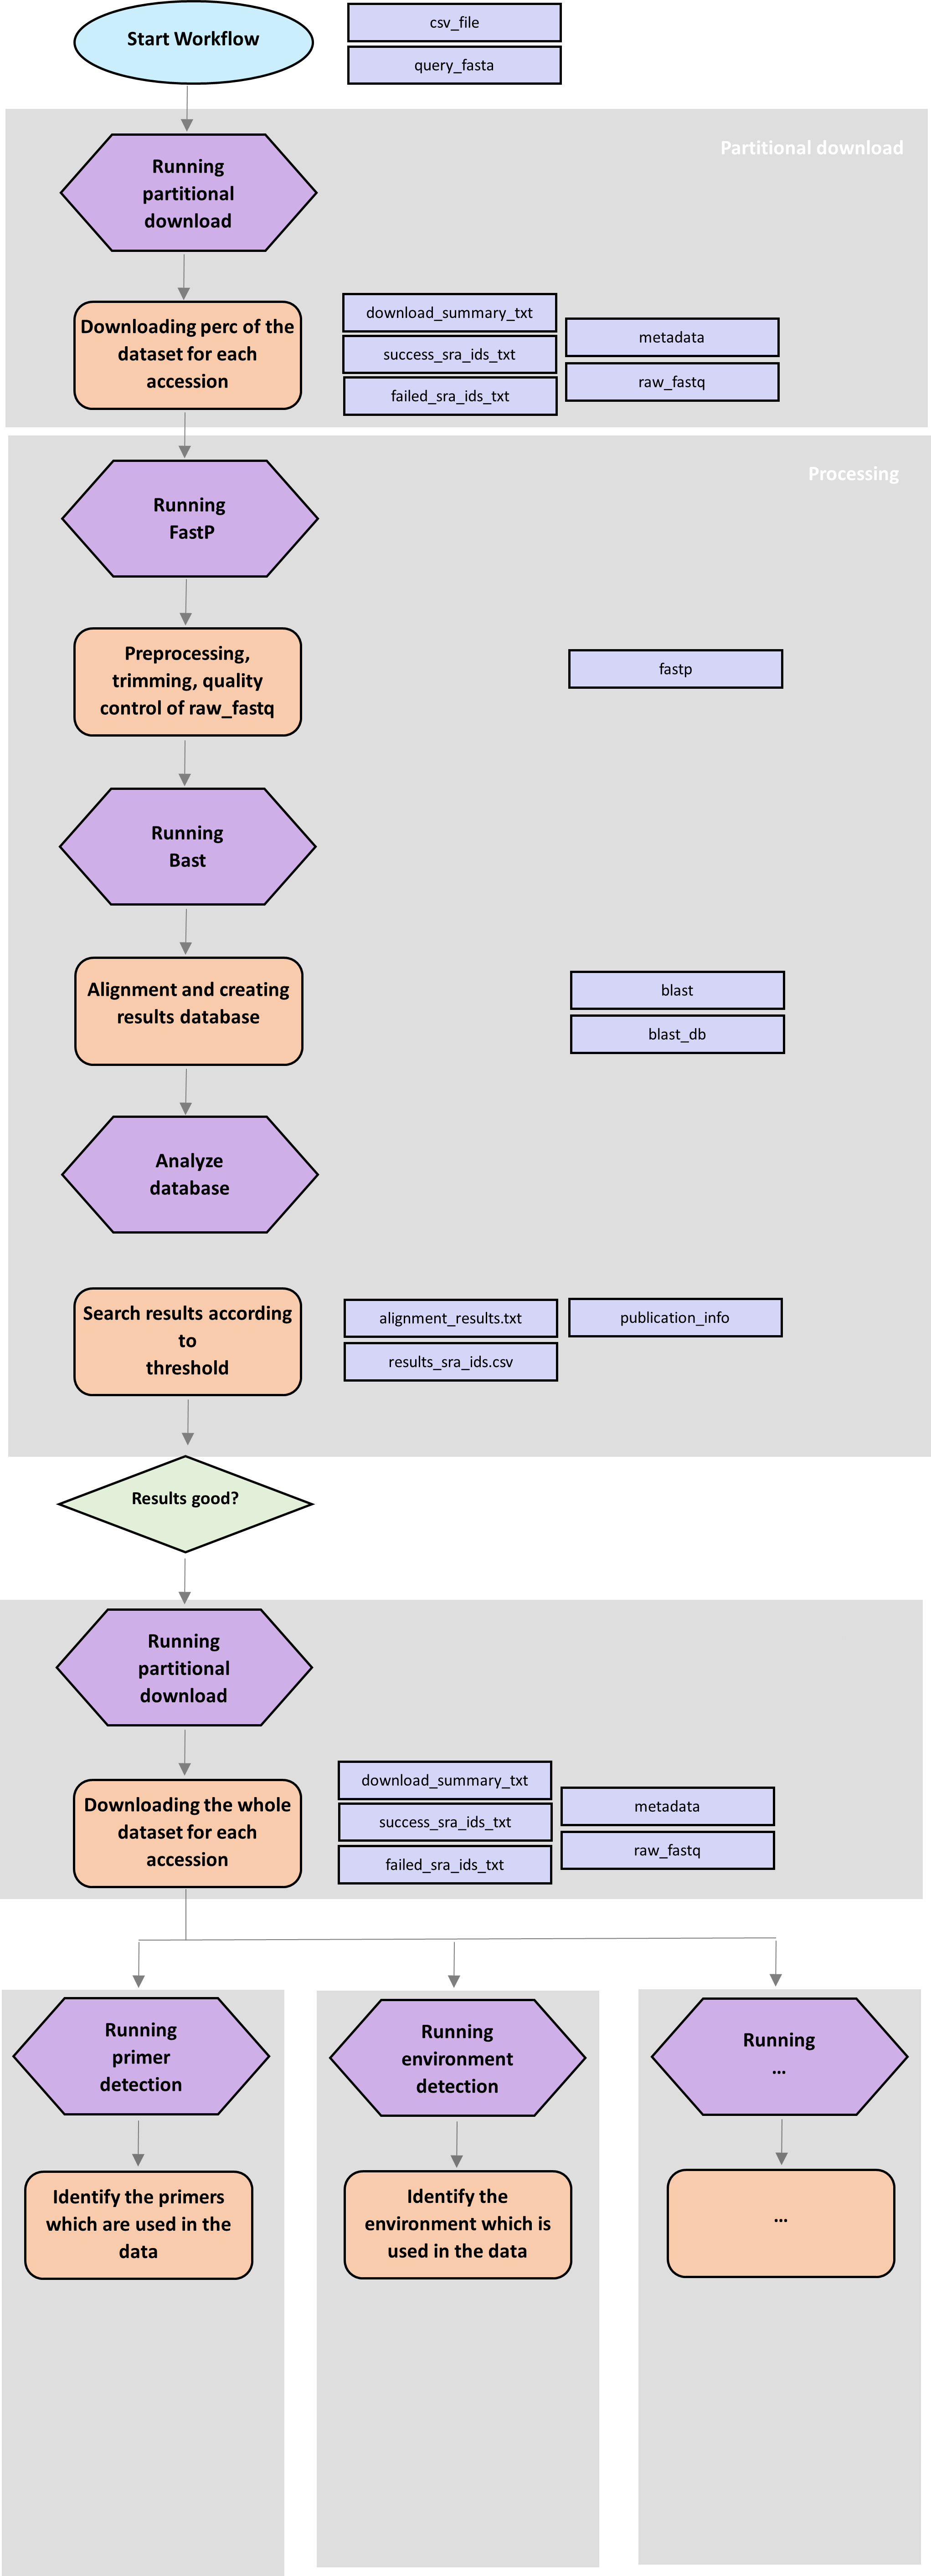 Start Workflow
csv_file
query_fasta
Partitional download
Running
partitional
download
Downloading perc of the
dataset for each
accession
download_summary_txt
success_sra_ids_txt
failed_sra_ids_txt
metadata
raw_fastq
Processing
Running
FastP
Preprocessing,
trimming, quality
control of raw_fastq
fastp
Running
Bast
Alignment and creating
results database
blast
blast_db
Analyze
database
Search results according
to
threshold
alignment_results.txt
results_sra_ids.csv
publication_info
Results good?
Running
partitional
download
Downloading the whole
dataset for each
accession
download_summary_txt
success_sra_ids_txt
failed_sra_ids_txt
metadata
raw_fastq
Running
primer
detection
Identify the primers
which are used in the
data
Running
environment
detection
Identify the
environment which is
used in the data
Running
...
...